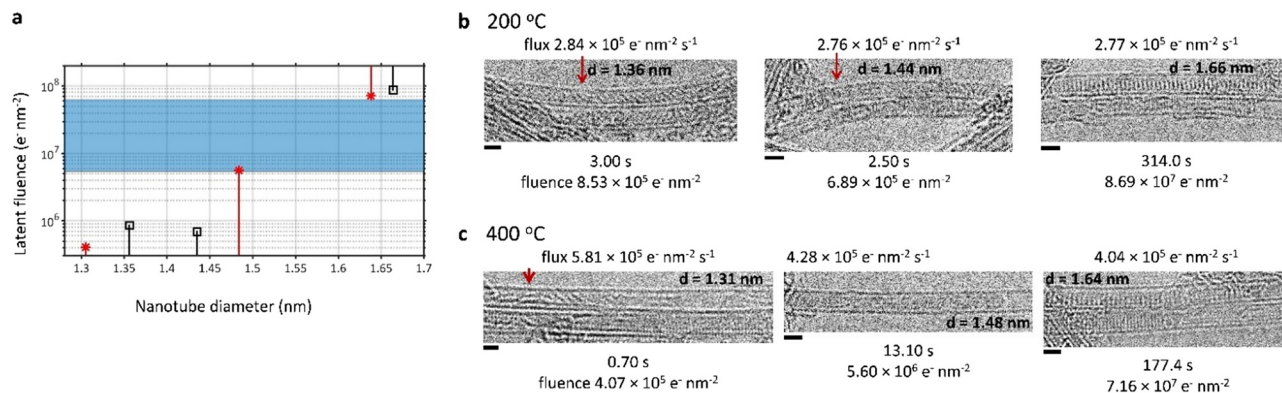 a
Latent fluence (e⁻ nm⁻²)
10⁸
10⁷
10⁶
1.3 1.35 1.4 1.45 1.5 1.55 1.6 1.65 1.7
Nanotube diameter (nm)
b 200 °C
flux 2.84 × 10⁵ e⁻ nm⁻² s⁻¹
d = 1.36 nm
3.00 s
fluence 8.53 × 10⁵ e⁻ nm⁻²
2.76 × 10⁵ e⁻ nm⁻² s⁻¹
d = 1.44 nm
2.50 s
6.89 × 10⁵ e⁻ nm⁻²
2.77 × 10⁵ e⁻ nm⁻² s⁻¹
d = 1.66 nm
314.0 s
8.69 × 10⁷ e⁻ nm⁻²
c 400 °C
flux 5.81 × 10⁵ e⁻ nm⁻² s⁻¹
d = 1.31 nm
0.70 s
fluence 4.07 × 10⁵ e⁻ nm⁻²
4.28 × 10⁵ e⁻ nm⁻² s⁻¹
d = 1.48 nm
13.10 s
5.60 × 10⁶ e⁻ nm⁻²
4.04 × 10⁵ e⁻ nm⁻² s⁻¹
d = 1.64 nm
177.4 s
7.16 × 10⁷ e⁻ nm⁻²